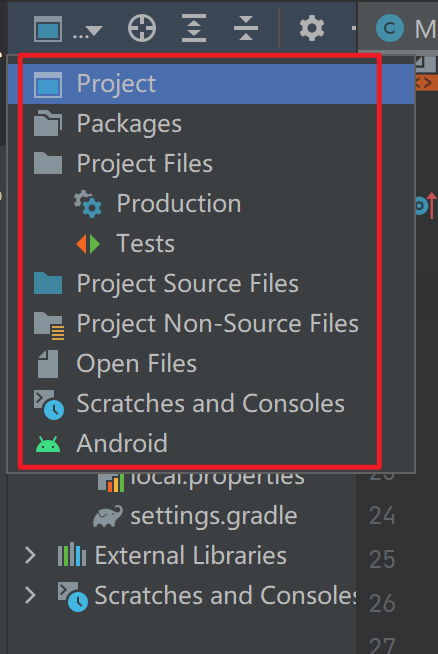 ...
C M
Project
Packages
Project Files
Production
Tests
Project Source Files
Project Non-Source Files
Open Files
Scratches and Consoles
Android
local.properties
settings.gradle
24
External Libraries
25
Scratches and Consoles
26
27